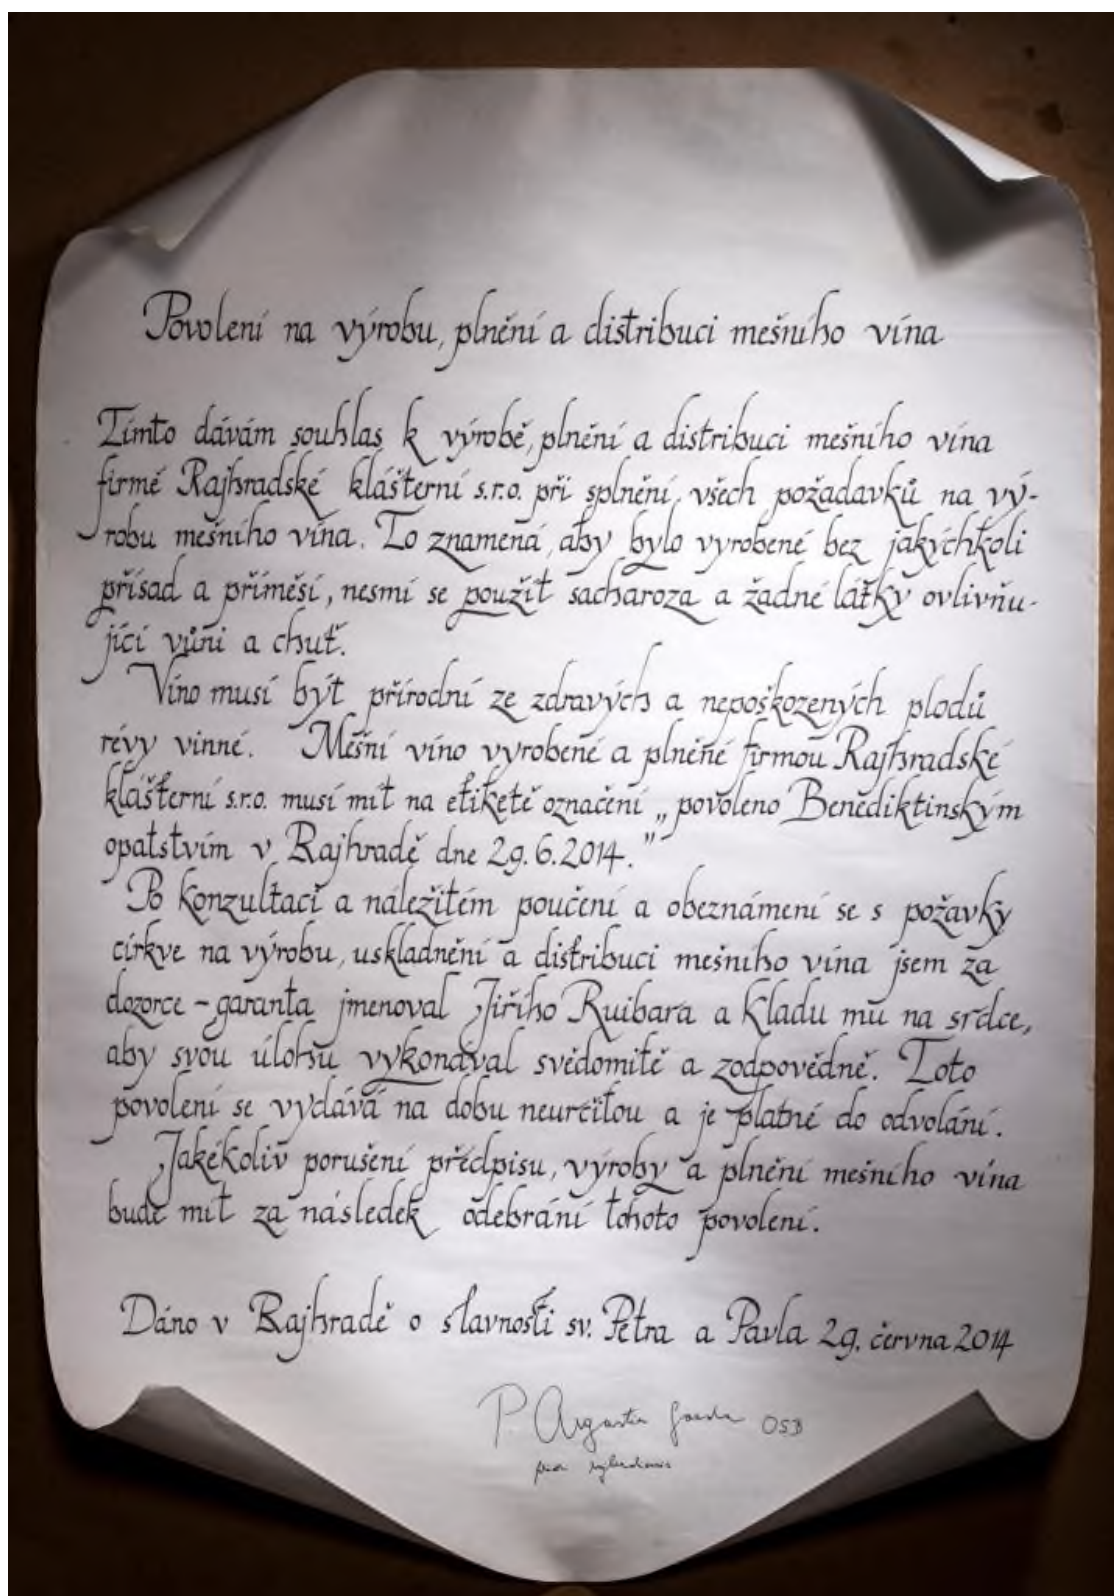 Povolení na výrobu, plnění a distribuci mešního vína
Tímto dávám souhlas k výrobě, plnění a distribuci mešního vína
firmě Rajhradské klášterní s.r.o. při splnění všech požadavků na vý-
robu mešního vína. To znamená, aby bylo vyrobené bez jakýchkoli
přísad a příměsí, nesmí se použít sacharoza a žádné látky ovlivňu-
jící vůni a chuť.
Víno musí být přírodní ze zdravých a nepoškozených plodů
révy vinné. Mešní víno vyrobené a plněné firmou Rajhradské
klášterní s.r.o. musí mít na etiketě označení „povoleno Benediktinským
opatstvím v Rajhradě dne 29.6.2014.“
Po konzultaci a náležitém poučení a obeznámení se s požavky
církve na výrobu, uskladnění a distribuci mešního vína jsem za
dozorce - garanta jmenoval Jiřího Ruibara a kladu mu na srdce,
aby svou úlohu vykonával svědomitě a zodpovědně. Toto
povolení se vydává na dobu neurčitou a je platné do odvolání.
Jakékoliv porušení předpisu, výroby a plnění mešního vína
bude mít za následek odebrání tohoto povolení.
Dáno v Rajhradě o slavnosti sv. Petra a Pavla 29. června 2014
P. OSB